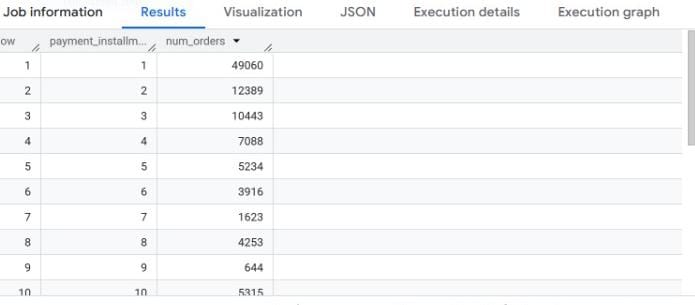 Job information Results Visualization JSON Execution details Execution graph
ow payment_installm... num_orders
1 1 49060
2 2 12389
3 3 10443
4 4 7088
5 5 5234
6 6 3916
7 7 1623
8 8 4253
9 9 644
10 10 5315